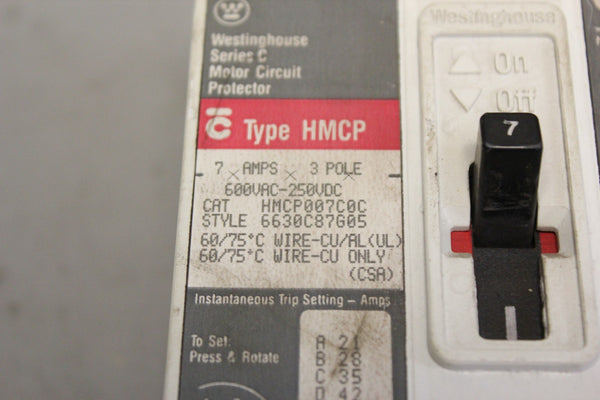 Westinghouse
Series C
Motor Circuit
Protector
Type HMCP
7 AMPS 3 POLE
600VAC-250VDC
CAT HMCP007C0C
STYLE 6630C87G05
60/75°C WIRE-CU/AL(UL)
60/75°C WIRE-CU ONLY
(CSA)
Instantaneous Trip Setting – Amps
To Set:
Press & Rotate
A 21
B 28
C 35
D 42
Westinghouse
On
Off
7